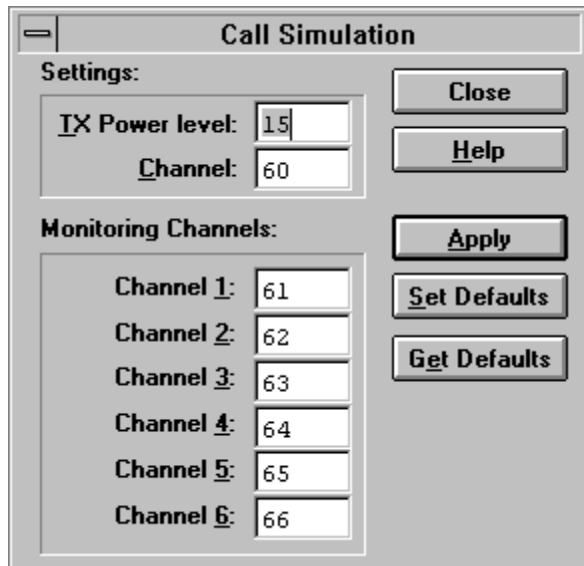 Call Simulation
Settings:
TX Power level: 15
Channel: 60
Close
Help
Monitoring Channels:
Channel 1: 61
Channel 2: 62
Channel 3: 63
Channel 4: 64
Channel 5: 65
Channel 6: 66
Apply
Set Defaults
Get Defaults